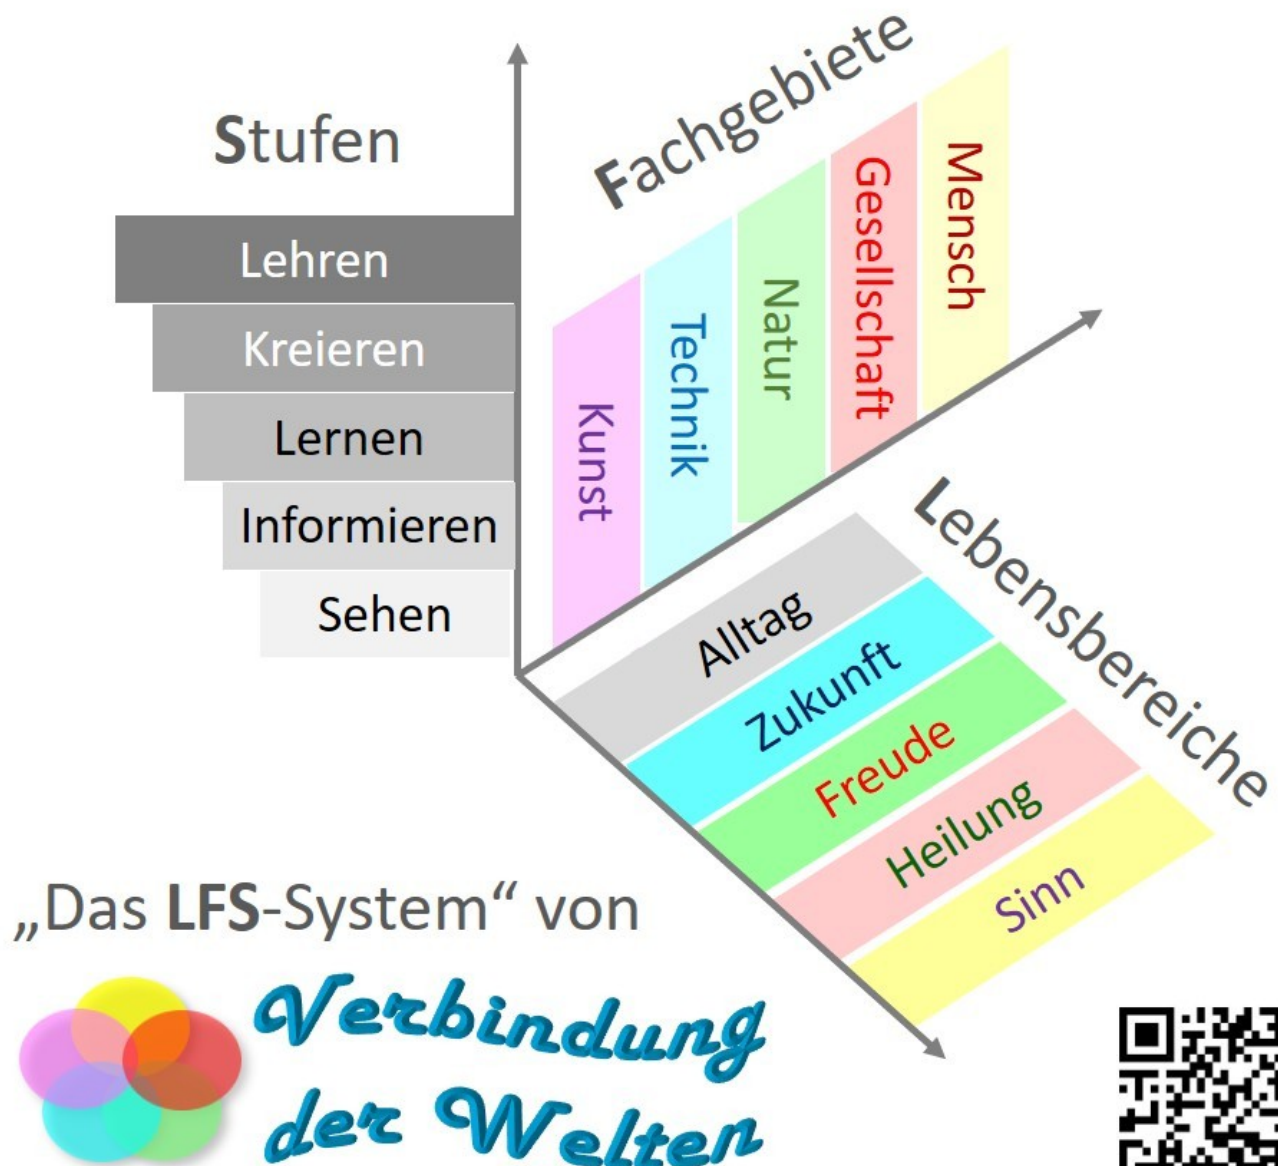 Stufen
Lehren
Kreieren
Lernen
Informieren
Sehen
Fachgebiete
Kunst
Technik
Natur
Gesellschaft
Mensch
Lebensbereiche
Alltag
Zukunft
Freude
Heilung
Sinn
„Das LFS-System“ von
Verbindung
der Welten